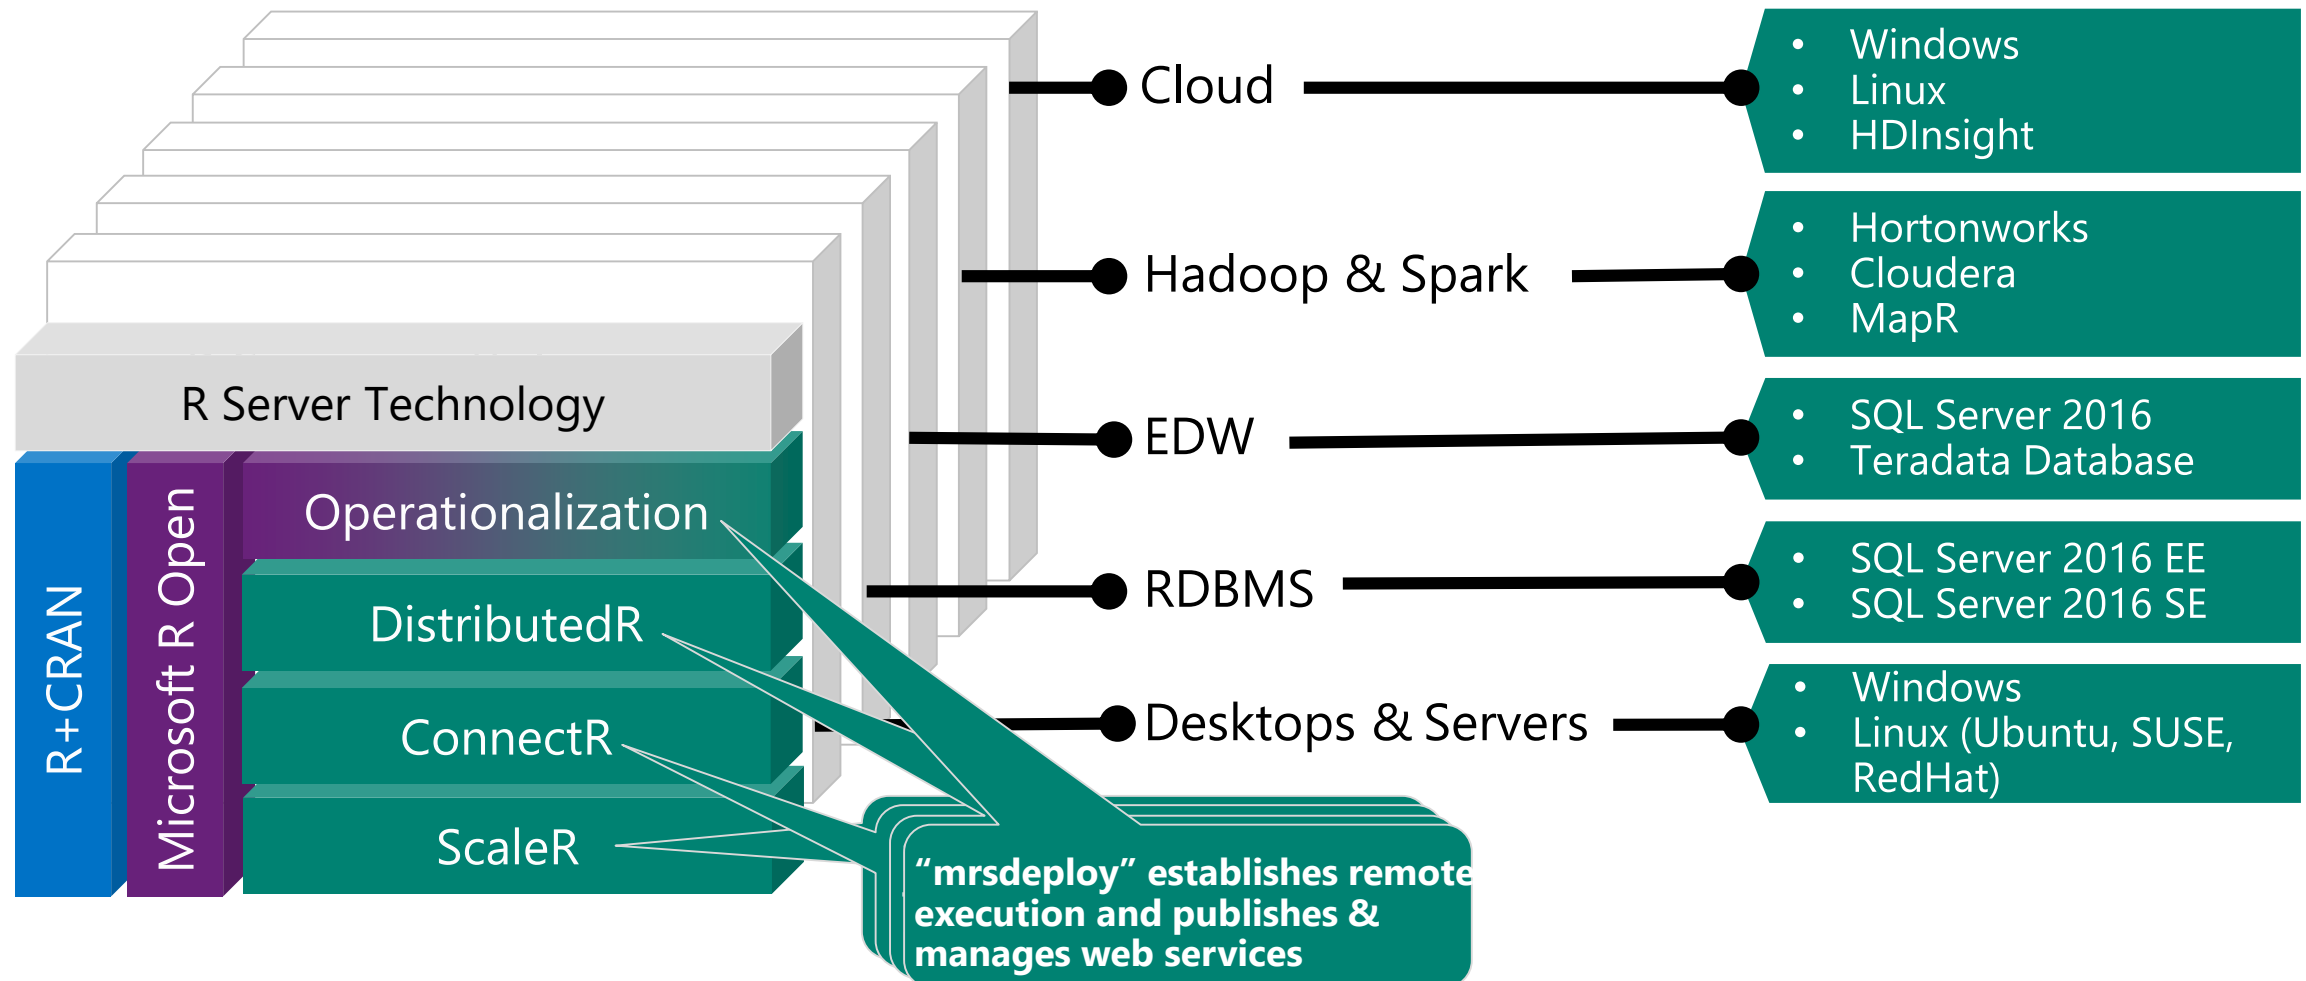 Cloud
• Windows
• Linux
• HDInsight
Hadoop & Spark
• Hortonworks
• Cloudera
• MapR
EDW
• SQL Server 2016
• Teradata Database
RDBMS
• SQL Server 2016 EE
• SQL Server 2016 SE
Desktops & Servers
• Windows
• Linux (Ubuntu, SUSE,
RedHat)
R Server Technology
R+CRAN
Microsoft R Open
Operationalization
DistributedR
ConnectR
ScaleR
“mrsdeploy” establishes remote
execution and publishes &
manages web services